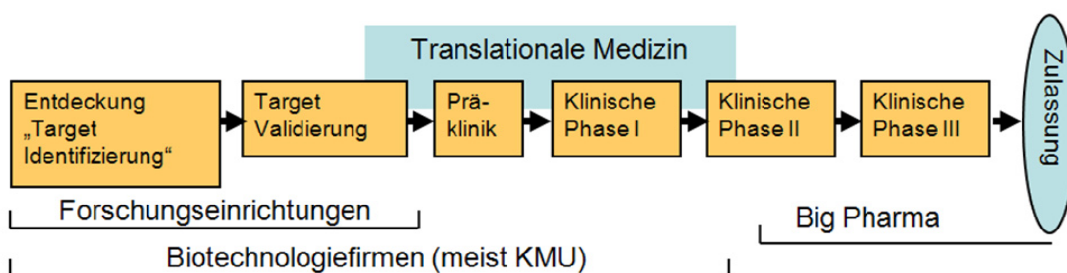 Translationale Medizin
Entdeckung
„Target
Identifizierung“
Target
Validierung
Prä-
klinik
Klinische
Phase I
Klinische
Phase II
Klinische
Phase III
Zulassung
Forschungseinrichtungen
Big Pharma
Biotechnologiefirmen (meist KMU)